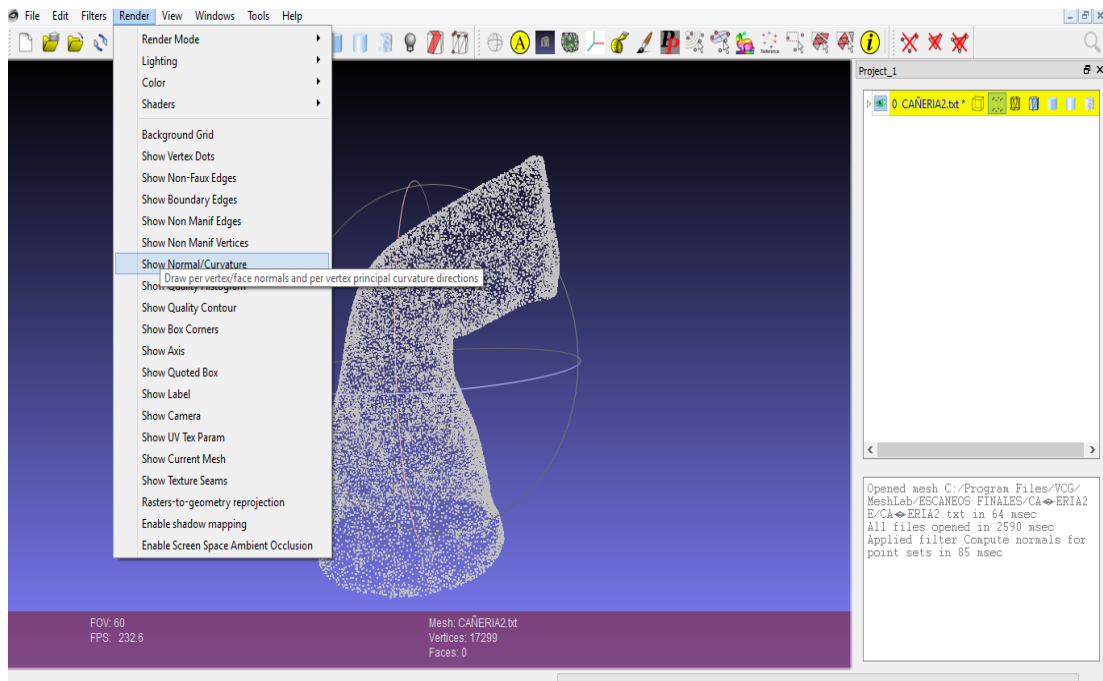 File Edit Filters Render View Windows Tools Help
A
Pp
Reference
i
Render Mode
Lighting
Color
Shaders
Background Grid
Show Vertex Dots
Show Non-Faux Edges
Show Boundary Edges
Show Non Manif Edges
Show Non Manif Vertices
Show Normal/Curvature
Draw per vertex/face normals and per vertex principal curvature directions
Show Quality Histogram
Show Quality Contour
Show Box Corners
Show Axis
Show Quoted Box
Show Label
Show Camera
Show UV Tex Param
Show Current Mesh
Show Texture Seams
Rasters-to-geometry reprojection
Enable shadow mapping
Enable Screen Space Ambient Occlusion
FOV: 60
FPS: 232.6
Mesh: CAÑERIA2.txt
Vertices: 17299
Faces: 0
Project_1
0 CAÑERIA2.txt *
Opened mesh C:/Program Files/VCG/
MeshLab/ESCANEOS FINALES/CA�ERIA2
E/CA�ERIA2.txt in 64 msec
All files opened in 2590 msec
Applied filter Compute normals for
point sets in 85 msec